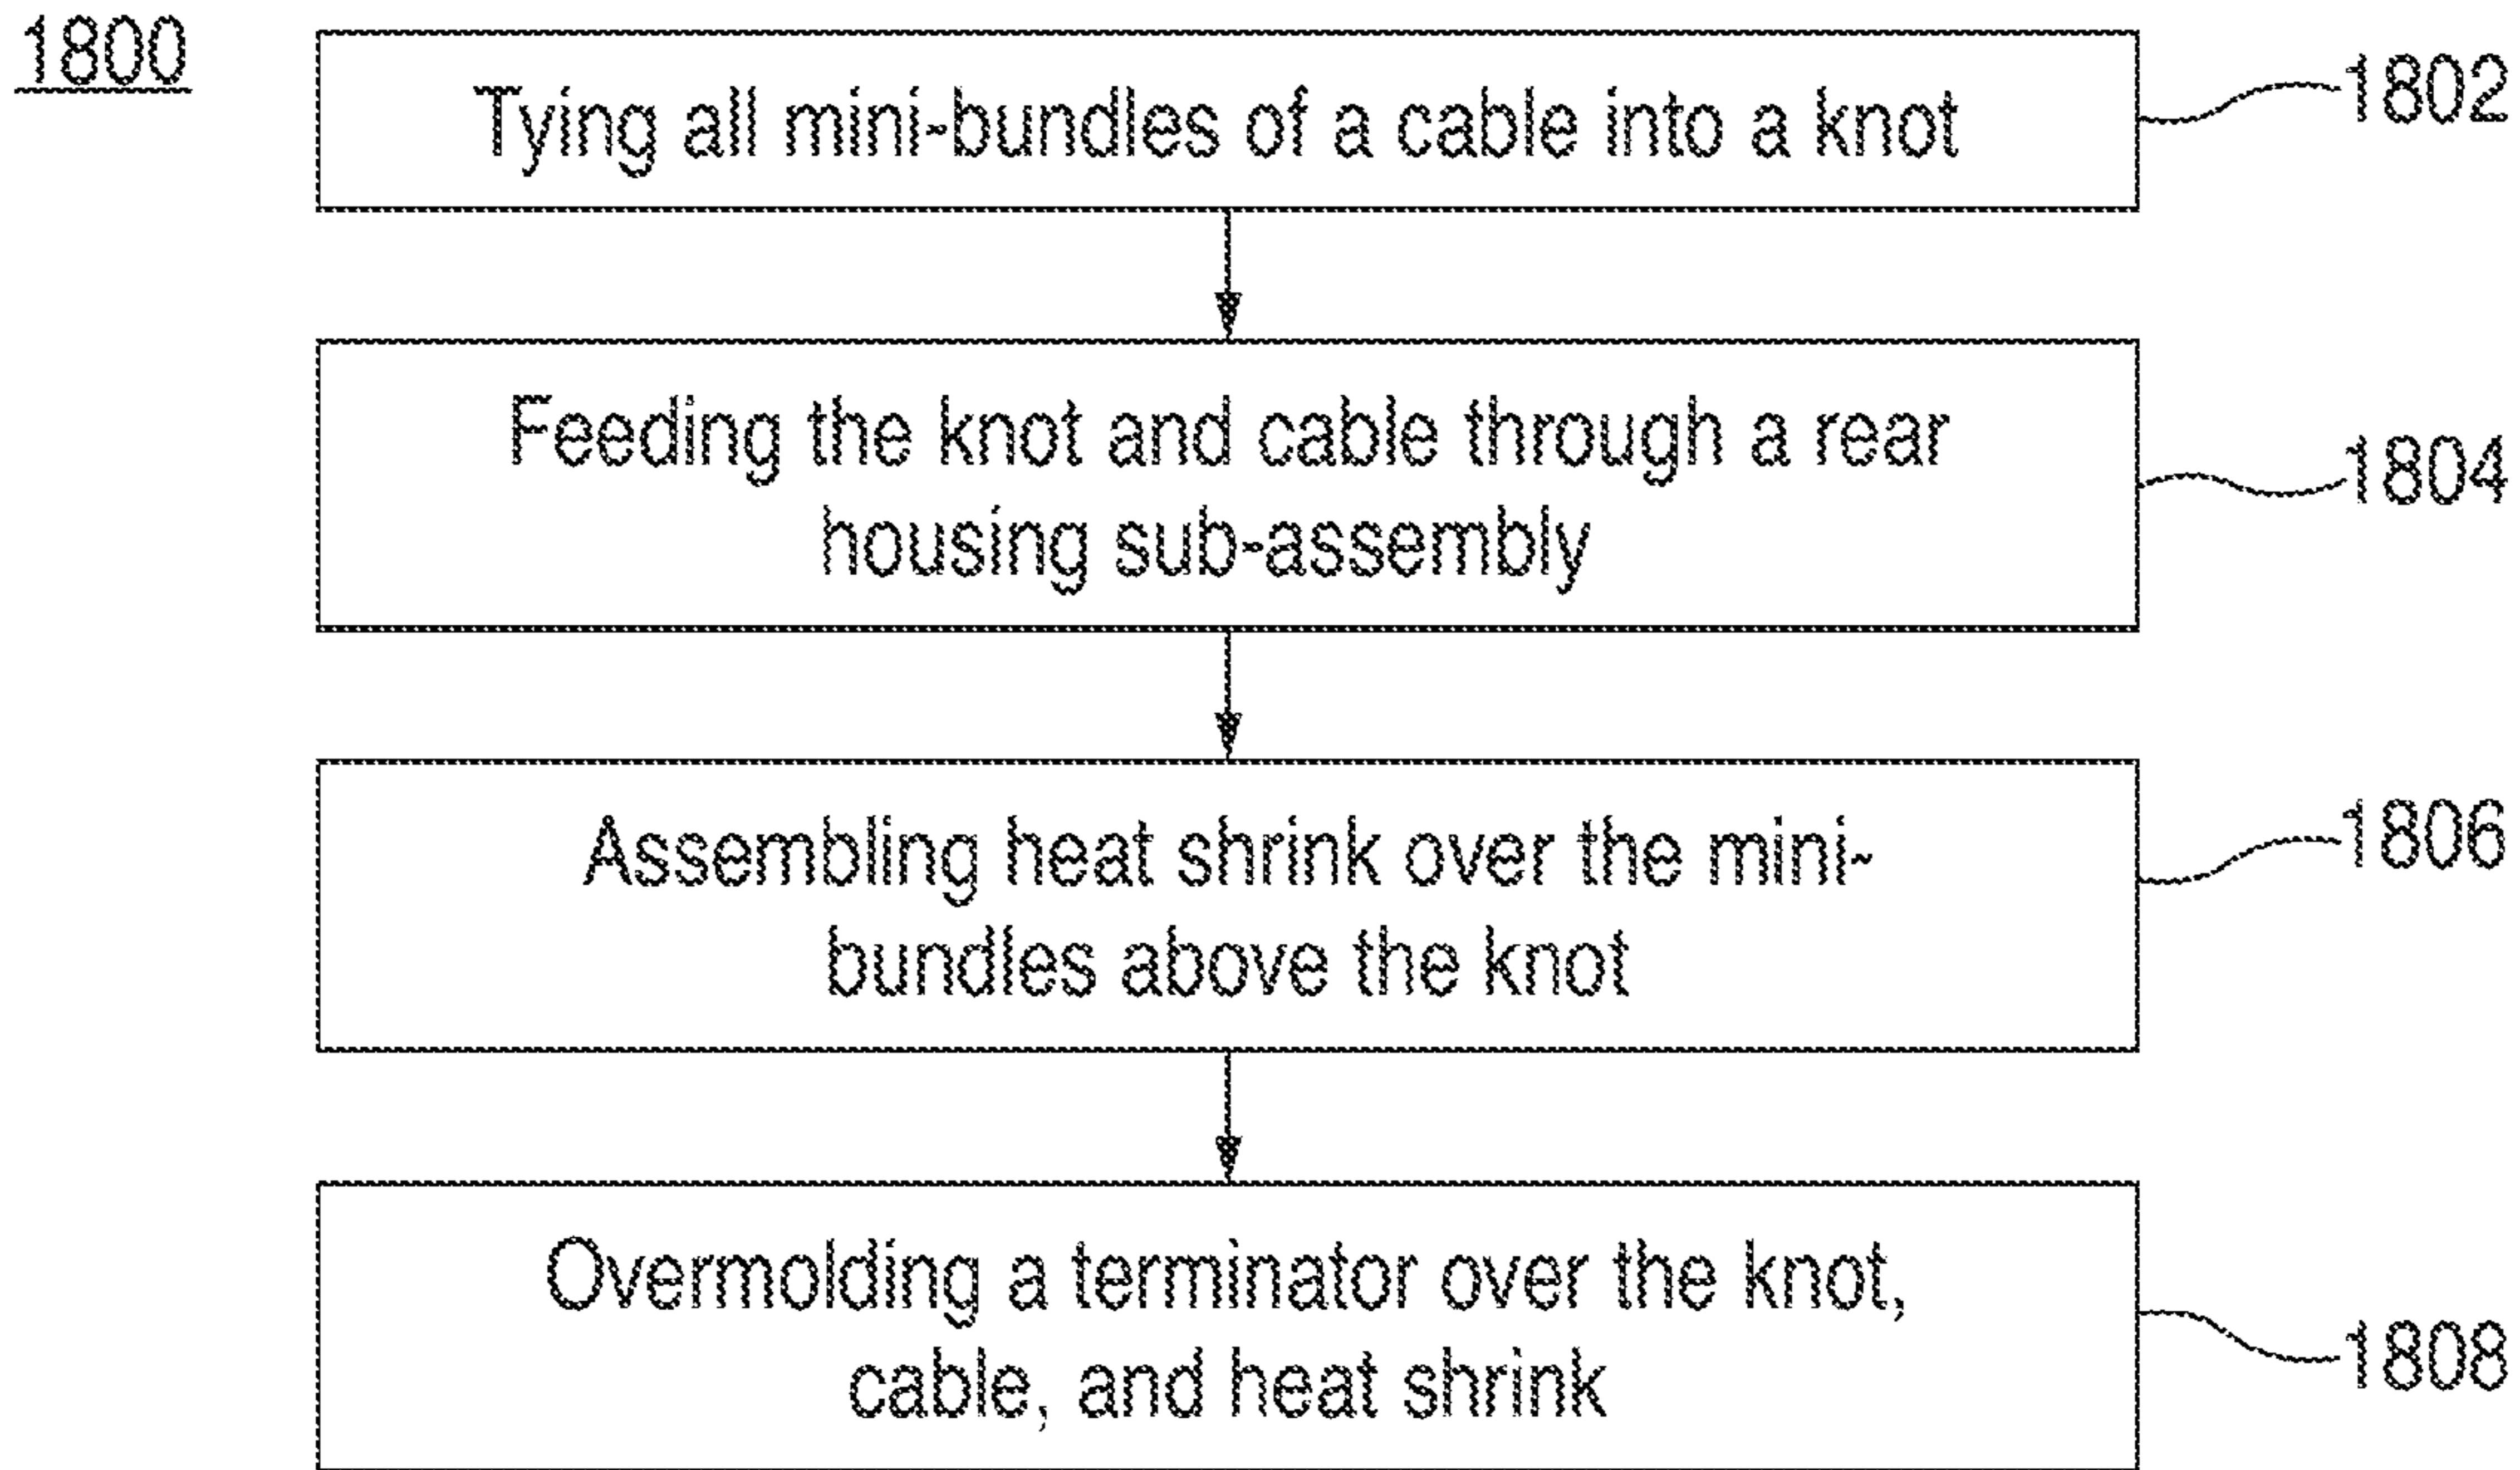 1800
Tying all mini-bundles of a cable into a knot
1802
Feeding the knot and cable through a rear
housing sub-assembly
1804
Assembling heat shrink over the mini-
bundles above the knot
1806
Overmolding a terminator over the knot,
cable, and heat shrink
1808